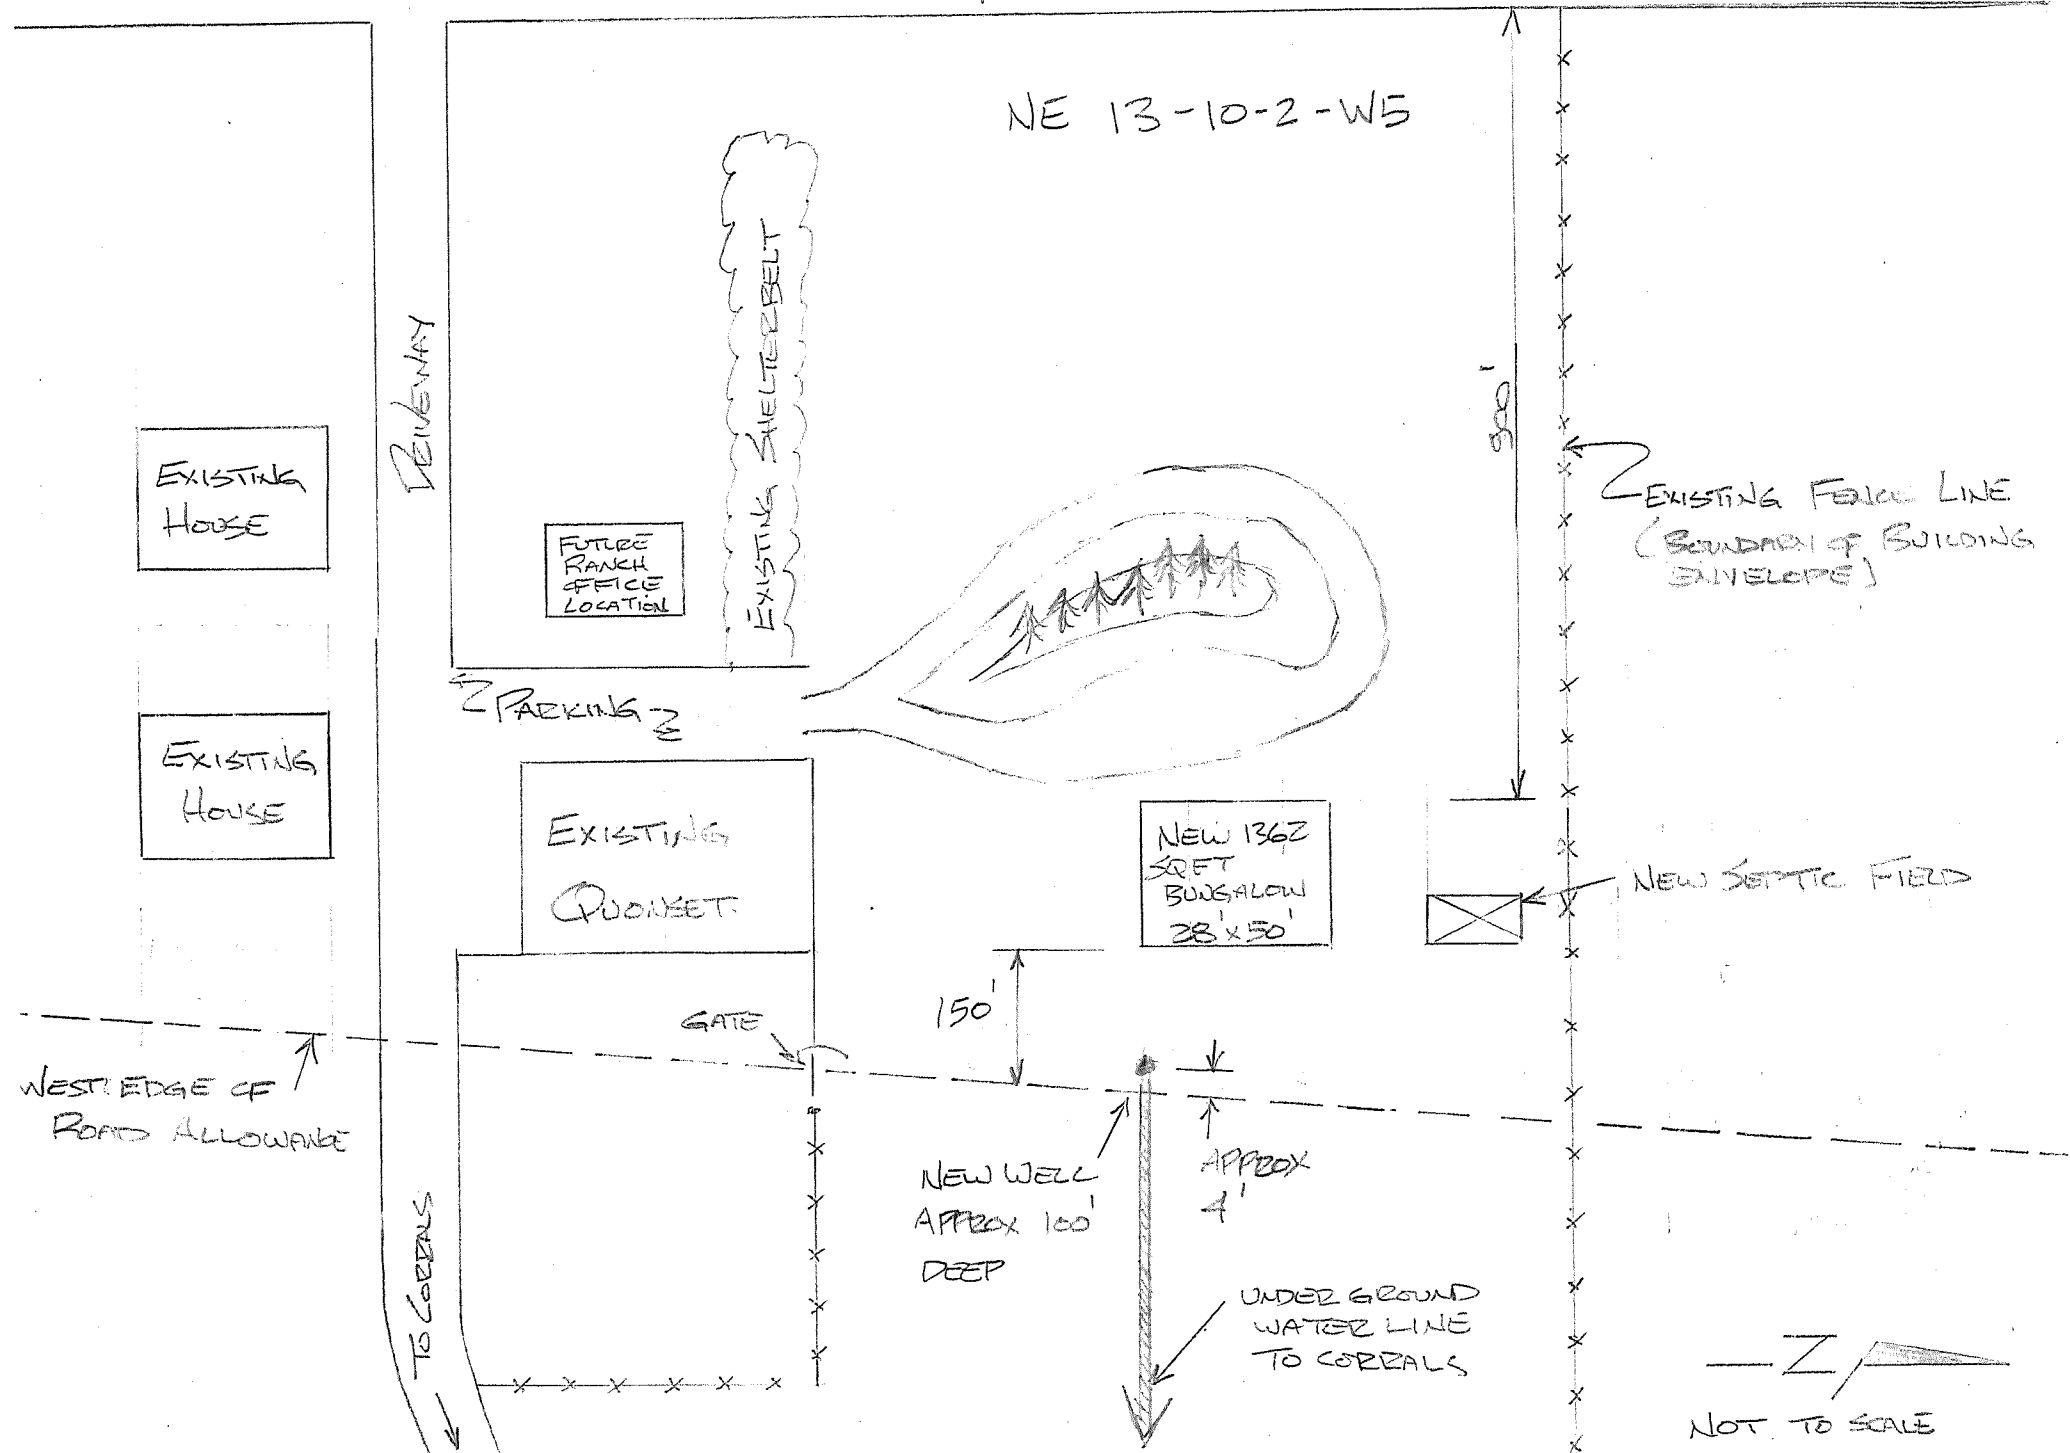 NE 13-10-2-W5
DRIVEWAY
EXISTING SHELTERBELT
300'
EXISTING
HOUSE
FUTURE
RANCH
OFFICE
LOCATION
EXISTING FENCE LINE
(BOUNDARY OF BUILDING
ENVELOPE)
PARKING
EXISTING
HOUSE
EXISTING
QUONSET
NEW 1362
SQFT
BUNGALOW
28'x50'
NEW SEPTIC FIELD
150'
GATE
WEST EDGE OF
ROAD ALLOWANCE
NEW WELL
APPROX 100'
DEEP
APPROX
4'
TO CORRALS
UNDER GROUND
WATER LINE
TO CORRALS
N
NOT TO SCALE